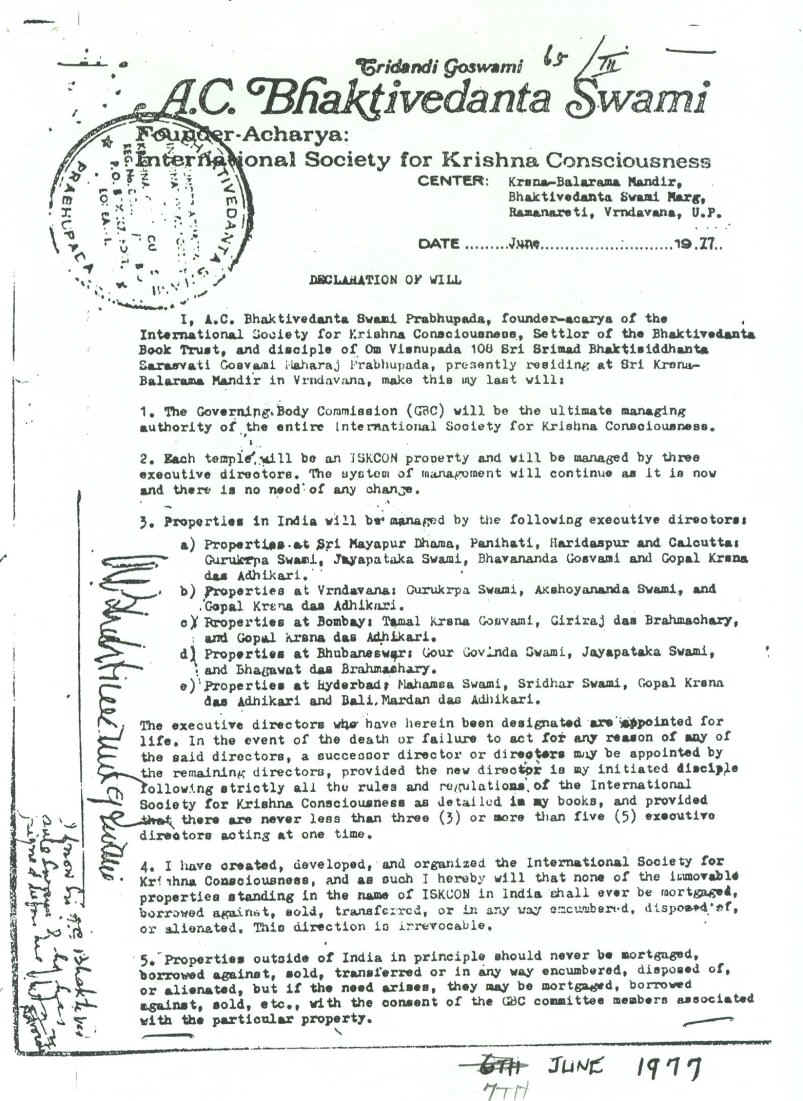 65/III
Tridandi Goswami
A.C. Bhaktivedanta Swami
Founder-Acharya:
International Society for Krishna Consciousness
CENTER: Krsna-Balarama Mandir,
Bhaktivedanta Swami Marg,
Ramanareti, Vrndavana, U.P.
DATE .........June...........................19.77..
DECLARATION OF WILL
I, A.C. Bhaktivedanta Swami Prabhupada, founder-acarya of the
International Society for Krishna Consciousness, Settlor of the Bhaktivedanta
Book Trust, and disciple of Om Visnupada 108 Sri Srimad Bhaktisiddhanta
Sarasvati Gosvami Maharaj Prabhupada, presently residing at Sri Krsna-
Balarama Mandir in Vrndavana, make this my last will:
1. The Governing Body Commission (GBC) will be the ultimate managing
authority of the entire International Society for Krishna Consciousness.
2. Each temple will be an ISKCON property and will be managed by three
executive directors. The system of management will continue as it is now
and there is no need of any change.
3. Properties in India will be managed by the following executive directors:
a) Properties at Sri Mayapur Dhama, Panihati, Haridaspur and Calcutta:
Gurukrpa Swami, Jayapataka Swami, Bhavananda Gosvami and Gopal Krsna
das Adhikari.
b) Properties at Vrndavana: Gurukrpa Swami, Akshoyananda Swami, and
Gopal Krsna das Adhikari.
c) Properties at Bombay: Tamal Krsna Gosvami, Giriraj das Brahmachary,
and Gopal Krsna das Adhikari.
d) Properties at Bhubaneswar: Gour Govinda Swami, Jayapataka Swami,
and Bhagawat das Brahmachary.
e) Properties at Hyderbad: Mahamsa Swami, Sridhar Swami, Gopal Krsna
das Adhikari and Bali Mardan das Adhikari.
The executive directors who have herein been designated are appointed for
life. In the event of the death or failure to act for any reason of any of
the said directors, a successor director or directors may be appointed by
the remaining directors, provided the new director is my initiated disciple
following strictly all the rules and regulations of the International
Society for Krishna Consciousness as detailed in my books, and provided
that there are never less than three (3) or more than five (5) executive
directors acting at one time.
4. I have created, developed, and organized the International Society for
Krishna Consciousness, and as such I hereby will that none of the immovable
properties standing in the name of ISKCON in India shall ever be mortgaged,
borrowed against, sold, transferred, or in any way encumbered, disposed of,
or alienated. This direction is irrevocable.
5. Properties outside of India in principle should never be mortgaged,
borrowed against, sold, transferred or in any way encumbered, disposed of,
or alienated, but if the need arises, they may be mortgaged, borrowed
against, sold, etc., with the consent of the GBC committee members associated
with the particular property.
6TH JUNE 1977
7TH
BHAKTIVEDANTA
PRABHUPADA
I know Sri A.C. Bhakti